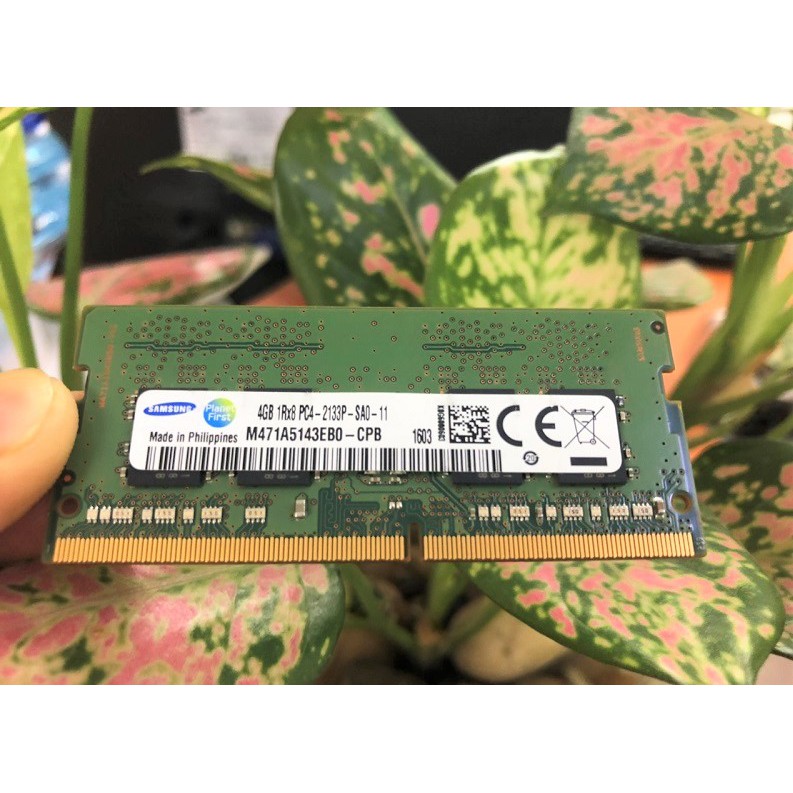 SAMSUNG
Planet
First
4GB 1Rx8 PC4-2133P-SA0-11
Made in Philippines M471A5143EB0-CPB 1603
CE